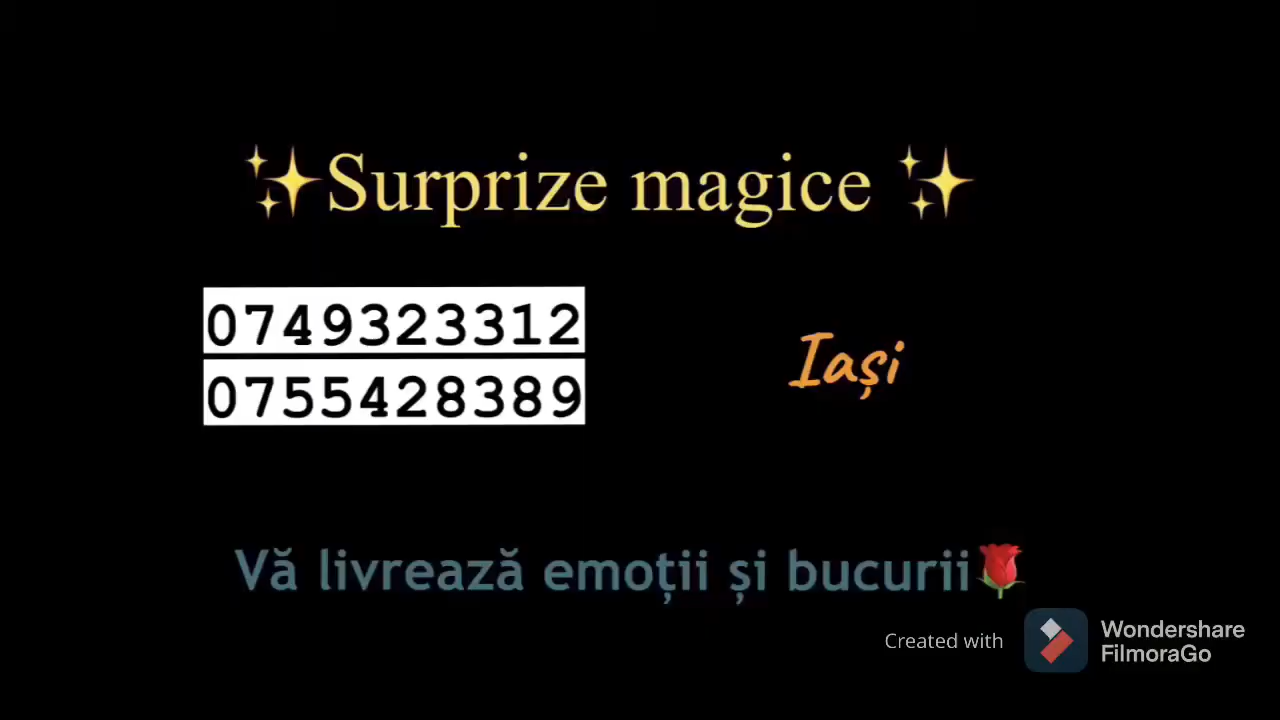 ✨Surprize magice ✨
0749323312
0755428389
Iași
Vă livrează emoții și bucurii🌹
Created with
Wondershare
FilmoraGo